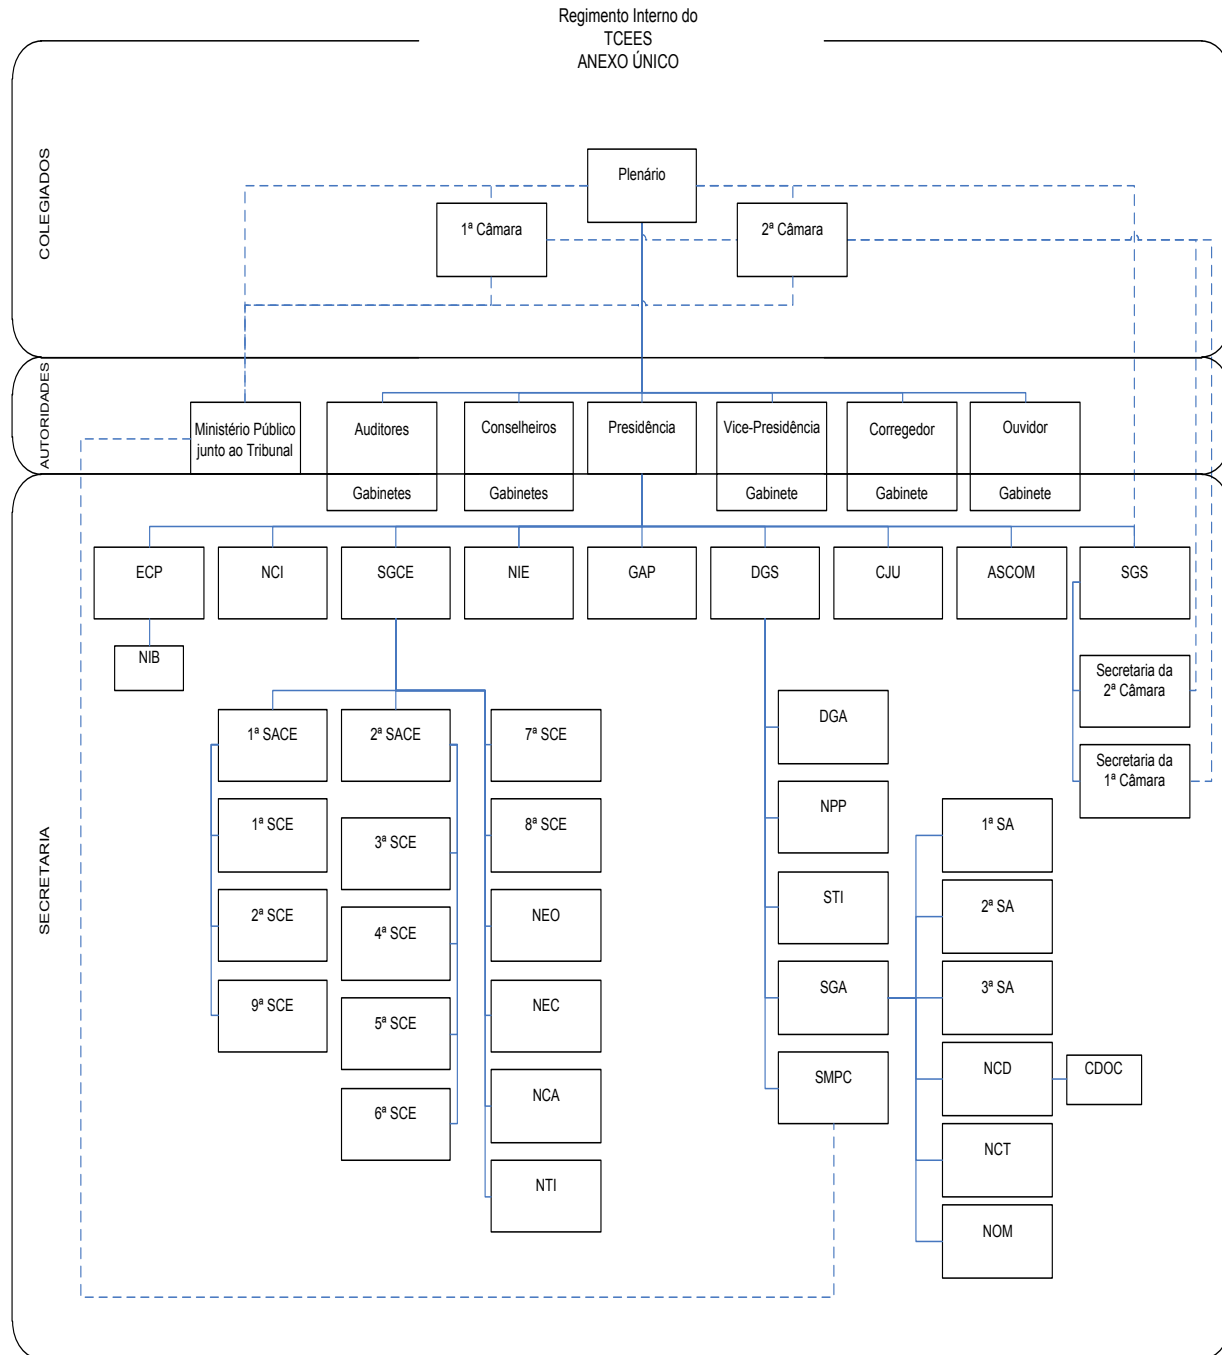 Regimento Interno do
TCEES
ANEXO ÚNICO
COLEGIADOS
Plenário
1ª Câmara
2ª Câmara
AUTORIDADES
Ministério Público
junto ao Tribunal
Auditores
Conselheiros
Presidência
Vice-Presidência
Corregedor
Ouvidor
Gabinetes
Gabinetes
Gabinete
Gabinete
Gabinete
SECRETARIA
ECP
NCI
SGCE
NIE
GAP
DGS
CJU
ASCOM
SGS
NIB
Secretaria da
2ª Câmara
Secretaria da
1ª Câmara
1ª SACE
2ª SACE
7ª SCE
DGA
1ª SCE
3ª SCE
8ª SCE
NPP
1ª SA
2ª SCE
4ª SCE
NEO
STI
2ª SA
9ª SCE
5ª SCE
NEC
SGA
3ª SA
6ª SCE
NCA
SMPC
NCD
CDOC
NTI
NCT
NOM